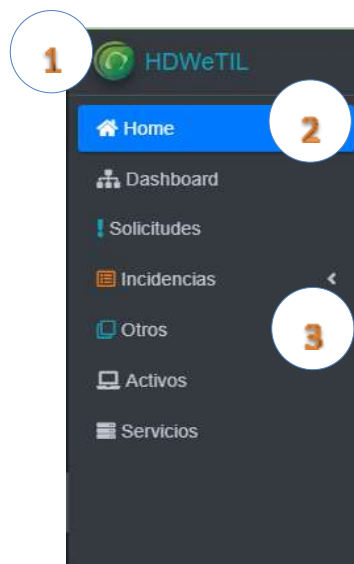 1
HDWeTIL
Home
2
Dashboard
Solicitudes
Incidencias
Otros
3
Activos
Servicios